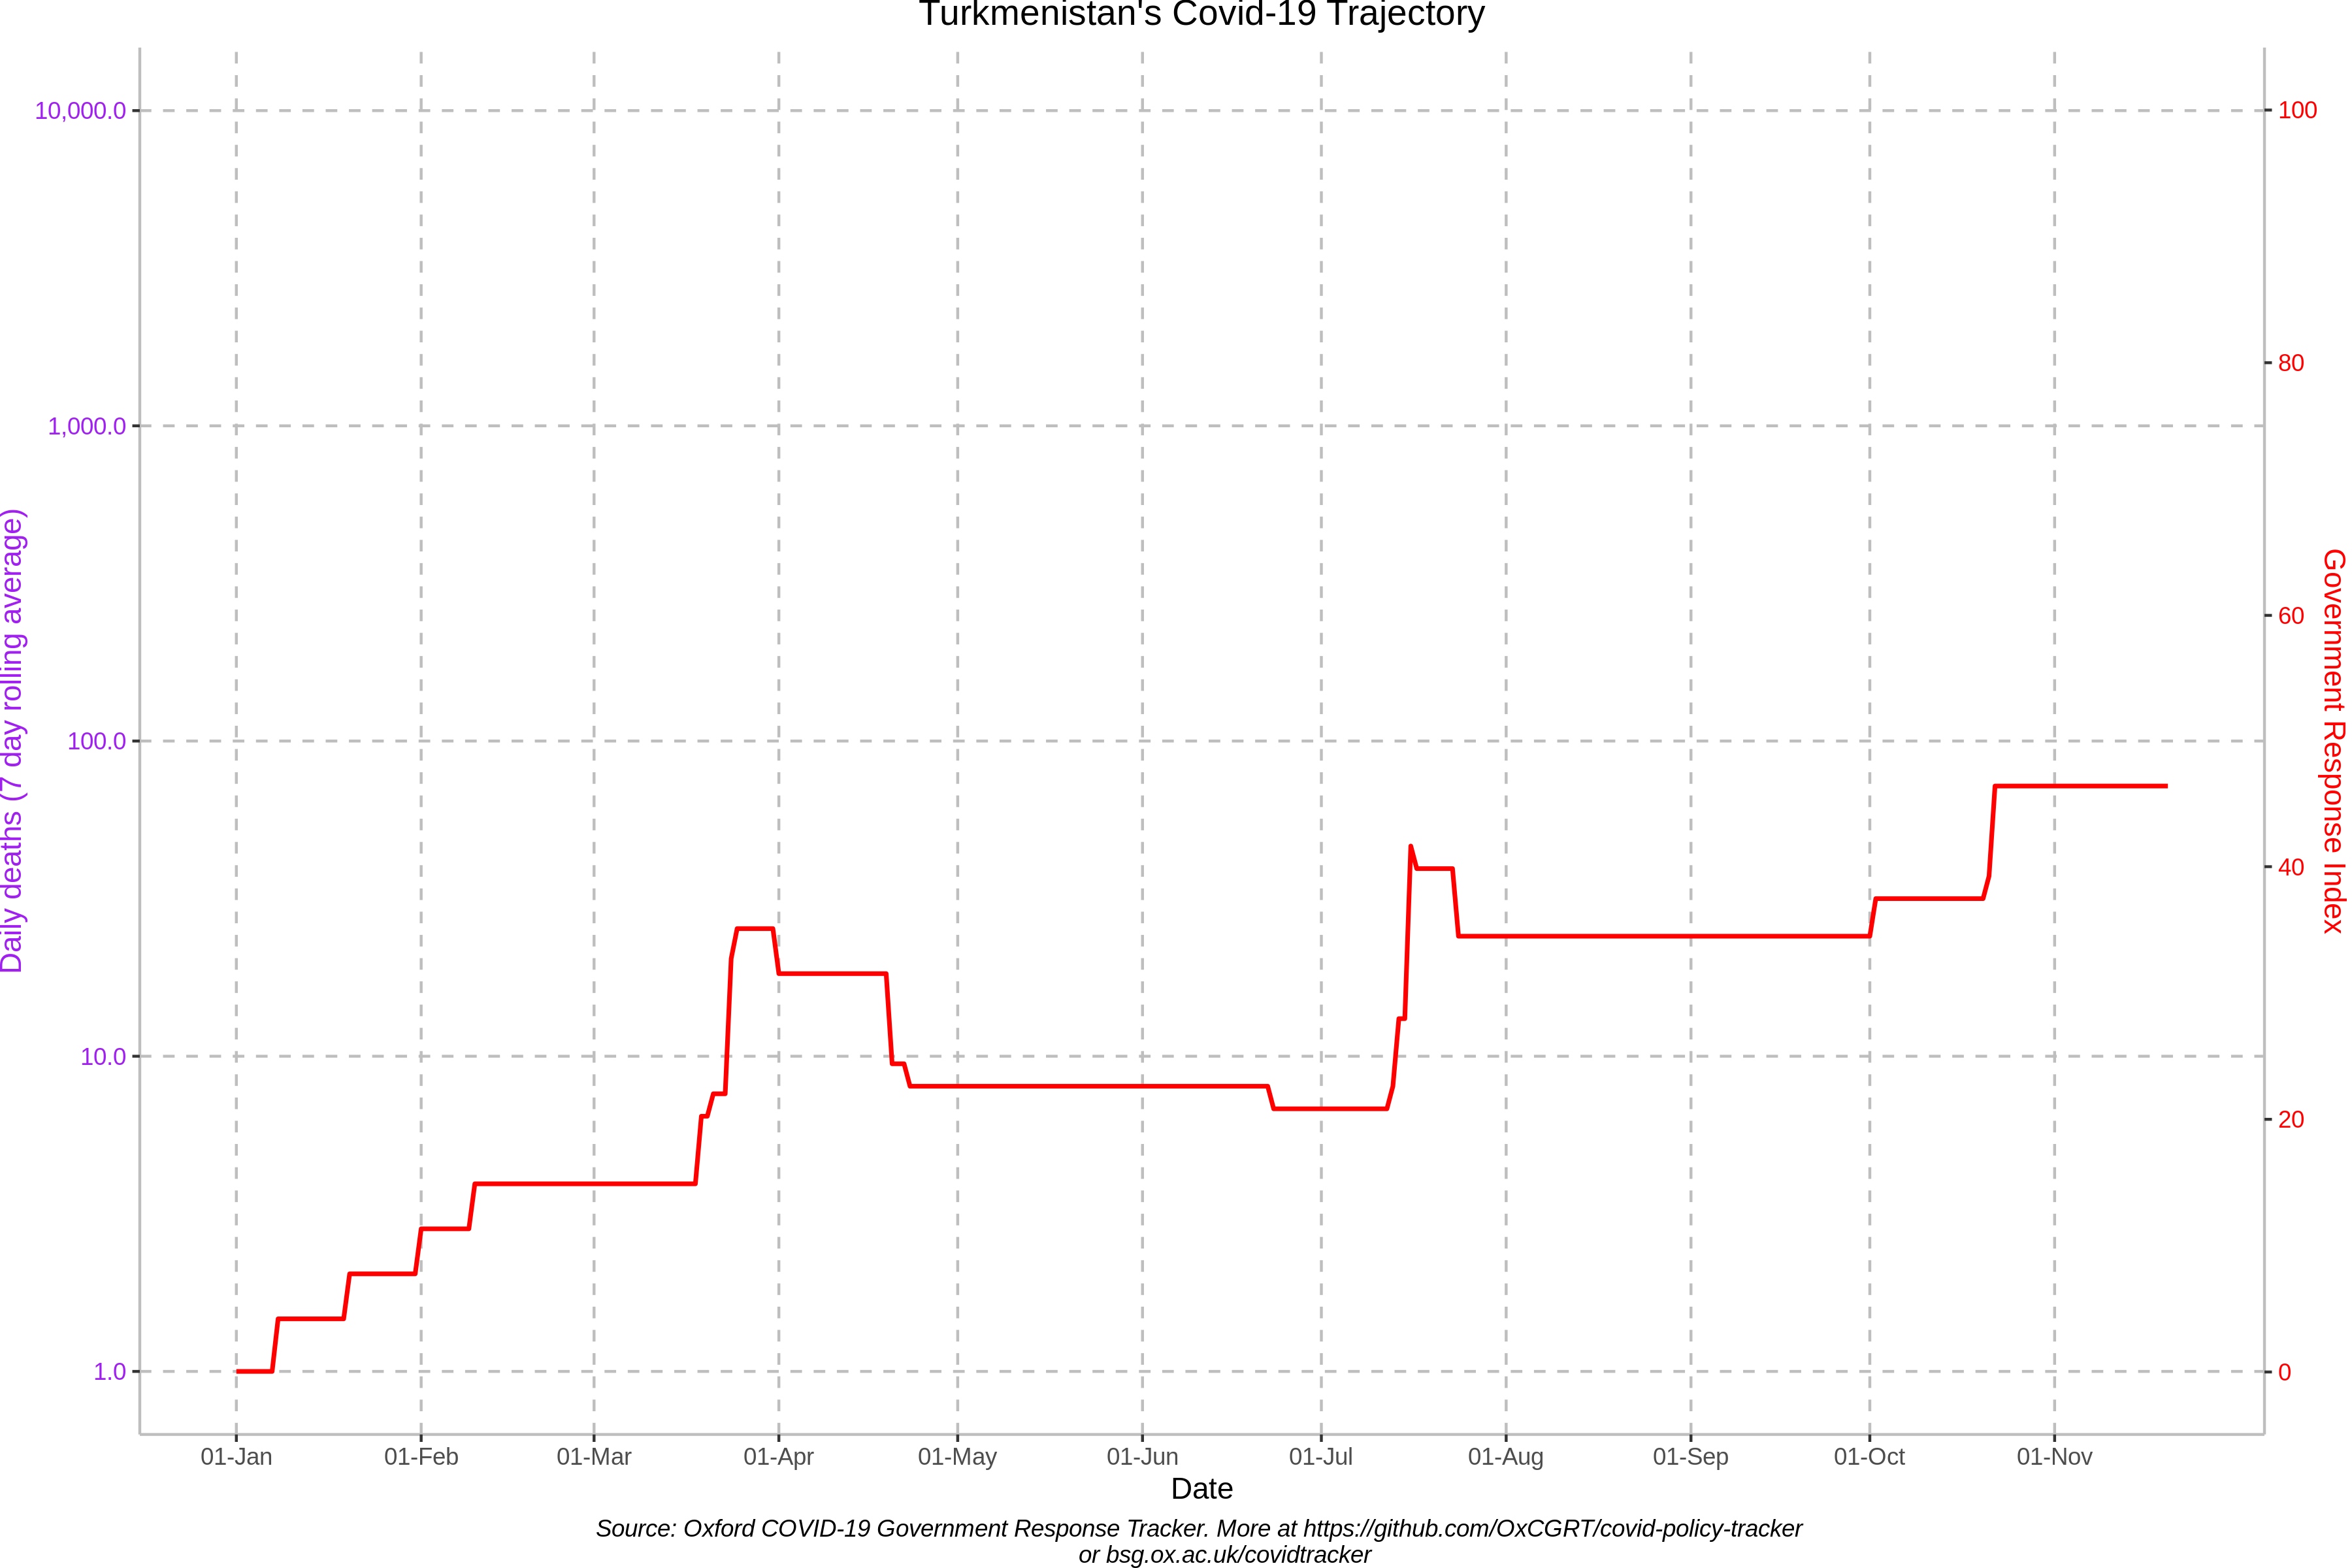 Turkmenistan's Covid-19 Trajectory
10,000.0
1,000.0
100.0
10.0
1.0
Daily deaths (7 day rolling average)
100
80
60
40
20
0
Government Response Index
01-Jan 01-Feb 01-Mar 01-Apr 01-May 01-Jun 01-Jul 01-Aug 01-Sep 01-Oct 01-Nov
Date
Source: Oxford COVID-19 Government Response Tracker. More at https://github.com/OxCGRT/covid-policy-tracker
or bsg.ox.ac.uk/covidtracker